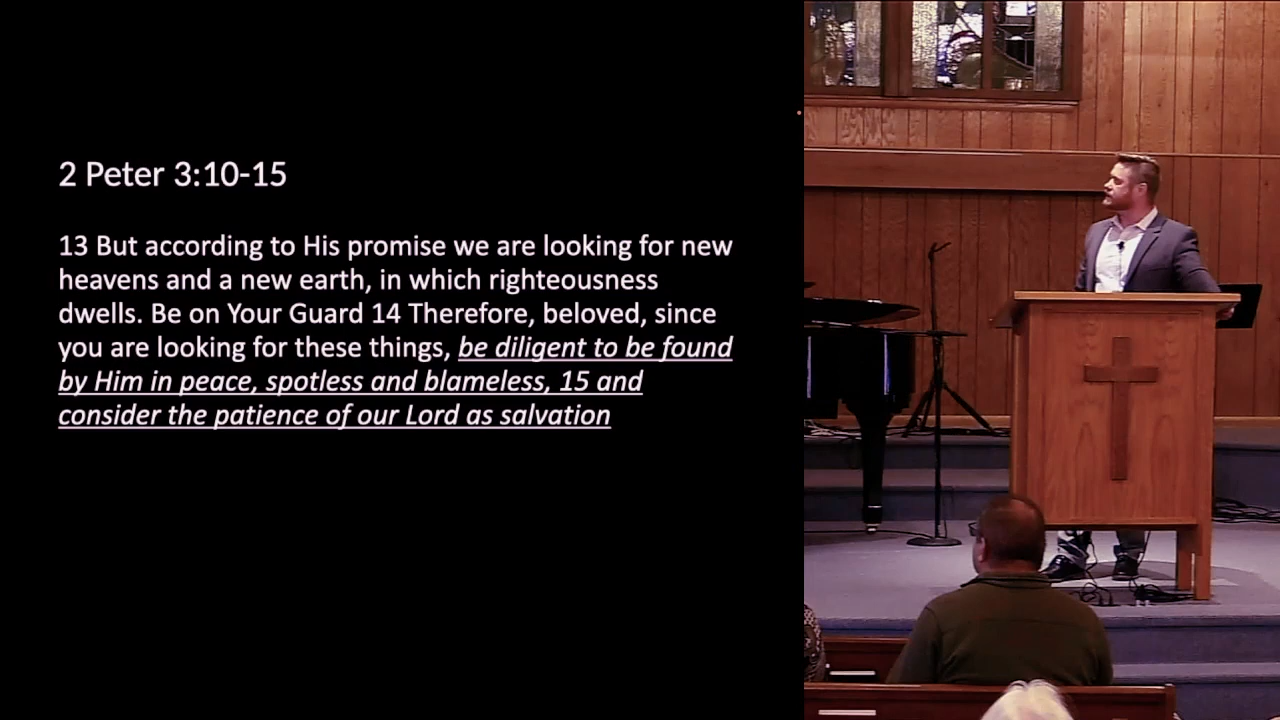 2 Peter 3:10-15
13 But according to His promise we are looking for new
heavens and a new earth, in which righteousness
dwells. Be on Your Guard 14 Therefore, beloved, since
you are looking for these things, be diligent to be found
by Him in peace, spotless and blameless, 15 and
consider the patience of our Lord as salvation